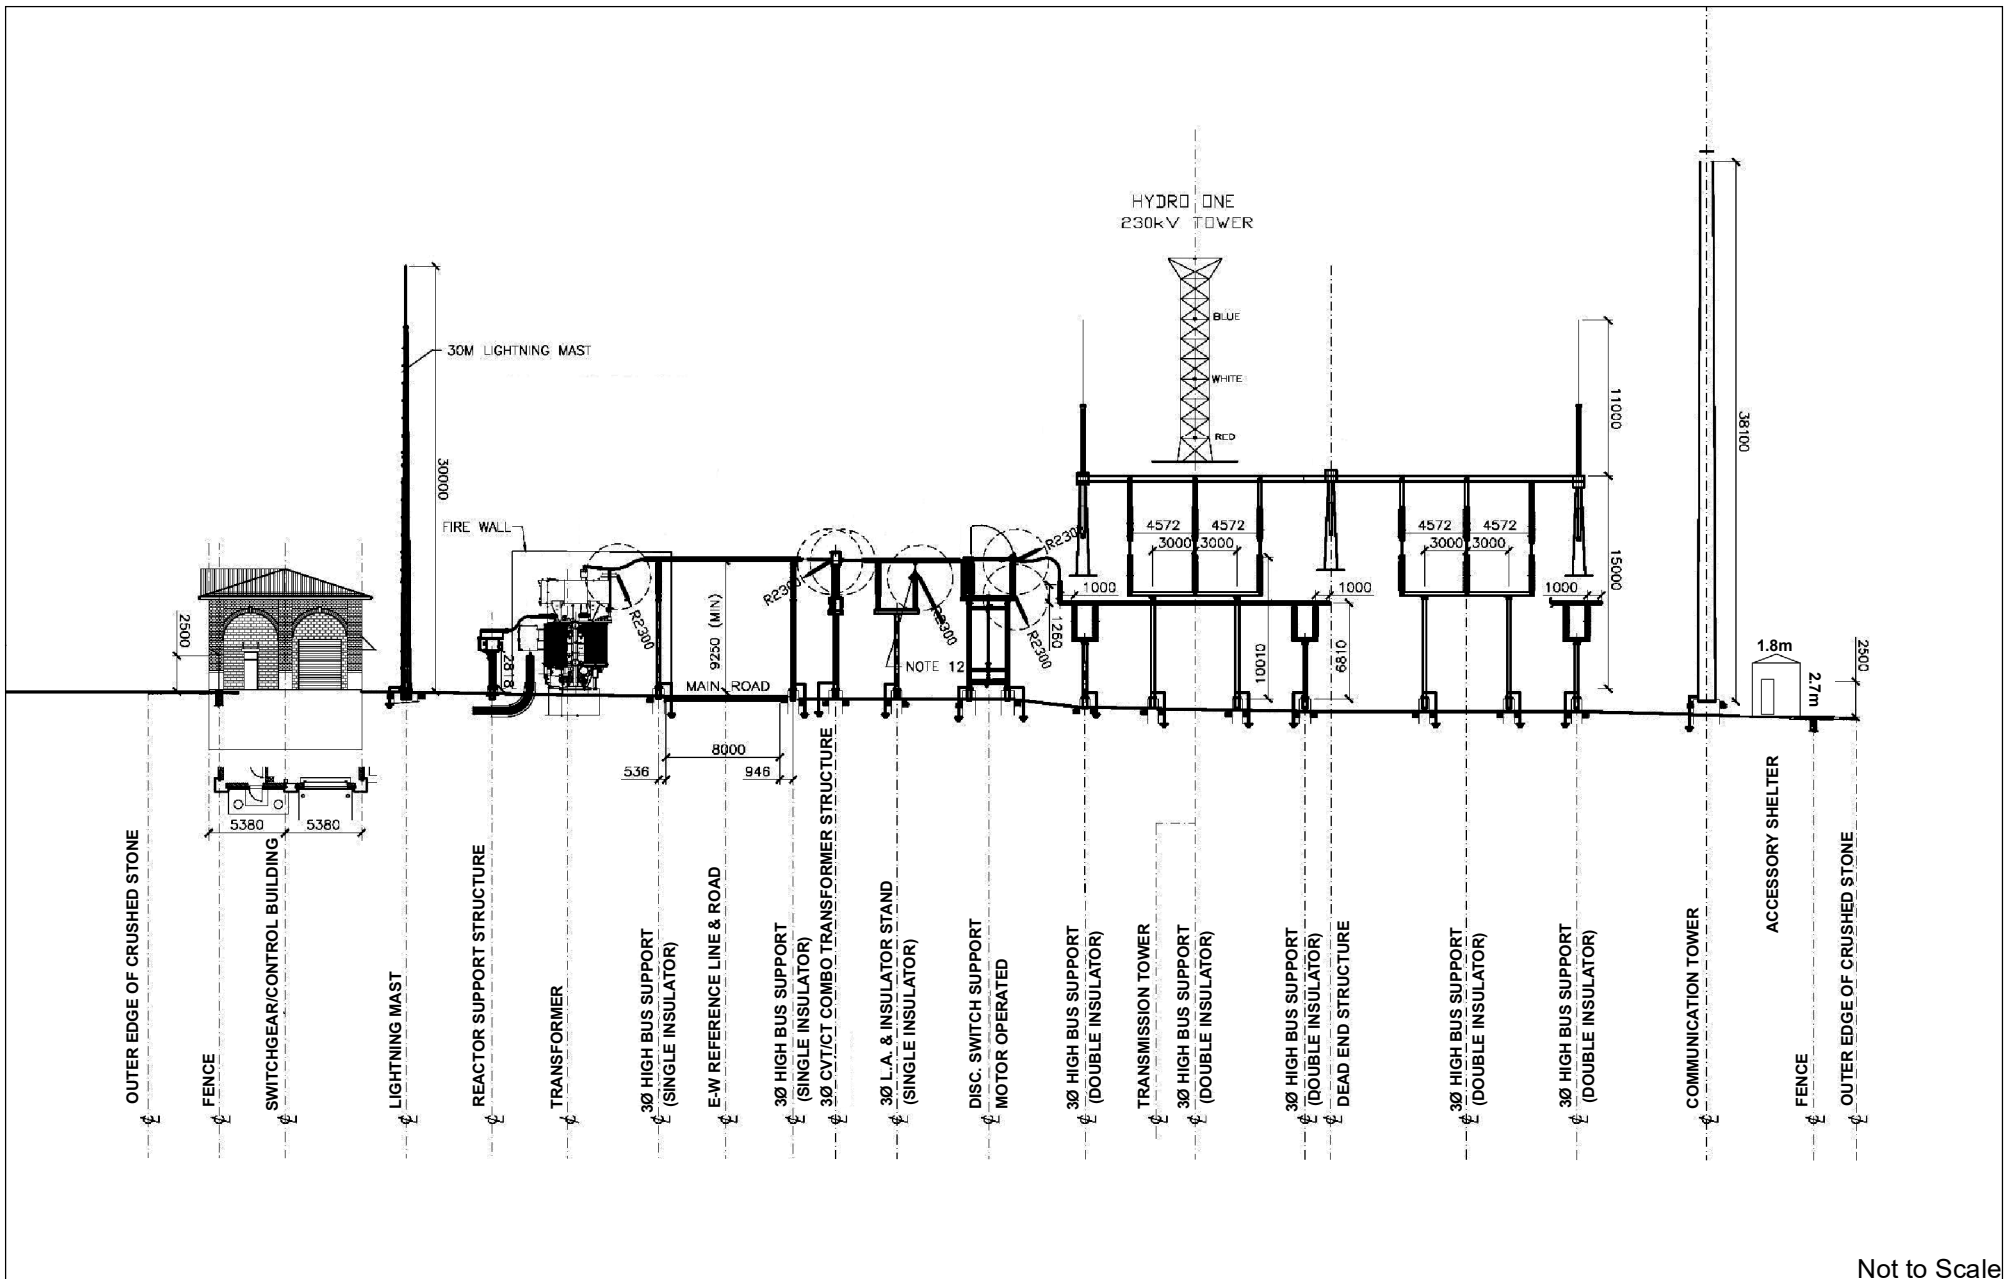 HYDRO ONE
230kV TOWER
BLUE
WHITE
RED
30M LIGHTNING MAST
30000
FIRE WALL
11000
15000
38100
4572
4572
3000
3000
4572
4572
3000
3000
R2300
R2300
R2300
R2300
R2300
1000
1000
1000
1260
10010
6810
2500
2818
9250 (MIN)
MAIN ROAD
NOTE 12
1.8m
2.7m
2500
8000
536
946
5380
5380
OUTER EDGE OF CRUSHED STONE
FENCE
SWITCHGEAR/CONTROL BUILDING
LIGHTNING MAST
REACTOR SUPPORT STRUCTURE
TRANSFORMER
3Ø HIGH BUS SUPPORT
(SINGLE INSULATOR)
E-W REFERENCE LINE & ROAD
3Ø HIGH BUS SUPPORT
(SINGLE INSULATOR)
3Ø CVT/CT COMBO TRANSFORMER STRUCTURE
3Ø L.A. & INSULATOR STAND
(SINGLE INSULATOR)
DISC. SWITCH SUPPORT
MOTOR OPERATED
3Ø HIGH BUS SUPPORT
(DOUBLE INSULATOR)
TRANSMISSION TOWER
3Ø HIGH BUS SUPPORT
(DOUBLE INSULATOR)
3Ø HIGH BUS SUPPORT
(DOUBLE INSULATOR)
DEAD END STRUCTURE
3Ø HIGH BUS SUPPORT
(DOUBLE INSULATOR)
3Ø HIGH BUS SUPPORT
(DOUBLE INSULATOR)
COMMUNICATION TOWER
ACCESSORY SHELTER
FENCE
OUTER EDGE OF CRUSHED STONE
Not to Scale